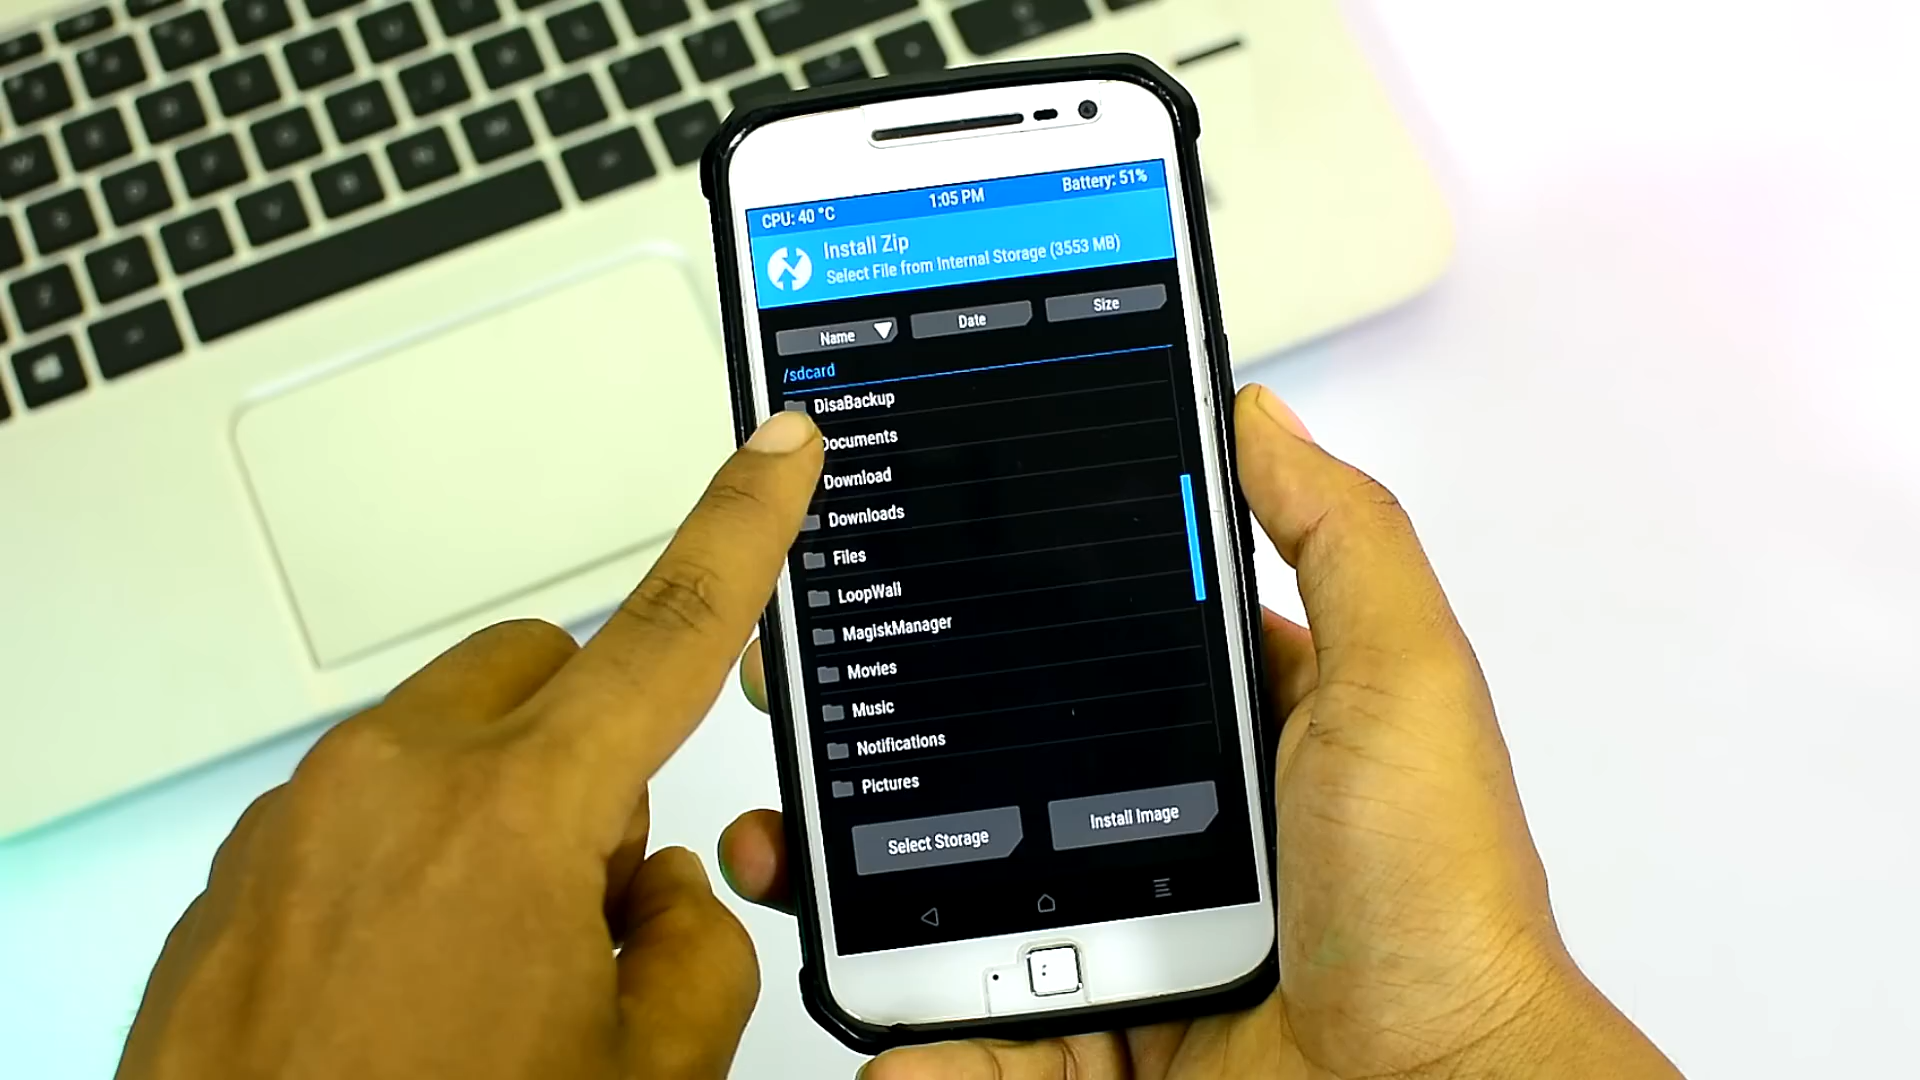 CPU: 40 °C 1:05 PM Battery: 51%
Install Zip
Select File from Internal Storage (3553 MB)
Name Date Size
/sdcard
DisaBackup
Documents
Download
Downloads
Files
LoopWall
MagiskManager
Movies
Music
Notifications
Pictures
Select Storage Install Image